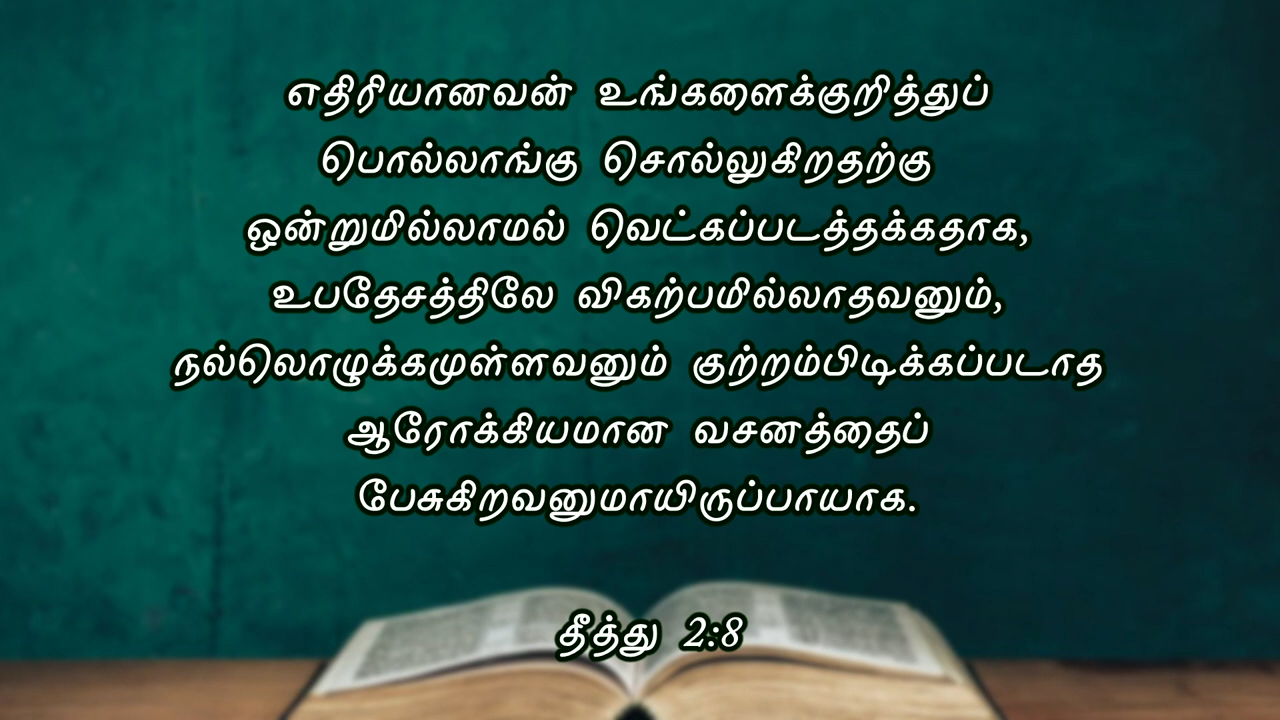 எதிரியானவன் உங்களைக்குறித்துப்
பொல்லாங்கு சொல்லுகிறதற்கு
ஒன்றுமில்லாமல் வெட்கப்படத்தக்கதாக,
உபதேசத்திலே விகற்பமில்லாதவனும்,
நல்லொழுக்கமுள்ளவனும் குற்றம்பிடிக்கப்படாத
ஆரோக்கியமான வசனத்தைப்
பேசுகிறவனுமாயிருப்பாயாக.
தீத்து 2:8